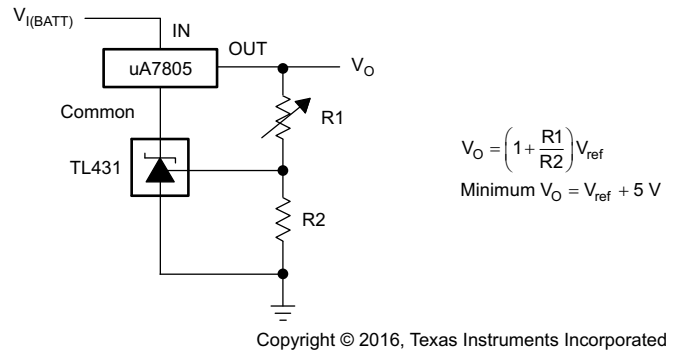 V_I(BATT)
IN
OUT
uA7805
V_O
Common
R1
TL431
R2
V_O = (1 + R1/R2) V_ref
Minimum V_O = V_ref + 5 V
Copyright © 2016, Texas Instruments Incorporated